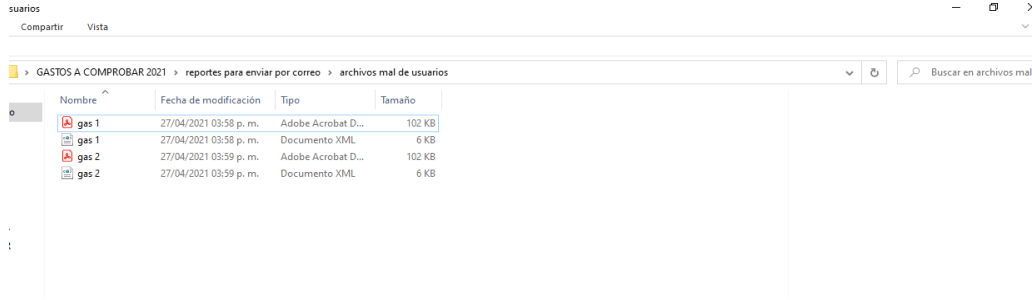 suarios
Compartir Vista
GASTOS A COMPROBAR 2021 > reportes para enviar por correo > archivos mal de usuarios
Buscar en archivos mal
Nombre Fecha de modificación Tipo Tamaño
gas 1 27/04/2021 03:58 p. m. Adobe Acrobat D... 102 KB
gas 1 27/04/2021 03:58 p. m. Documento XML 6 KB
gas 2 27/04/2021 03:59 p. m. Adobe Acrobat D... 102 KB
gas 2 27/04/2021 03:59 p. m. Documento XML 6 KB